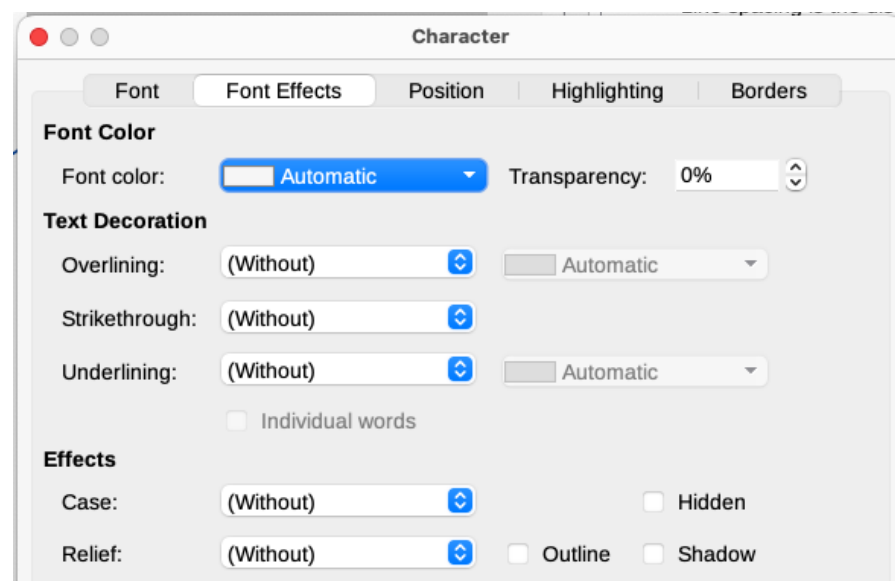 Character
Font Font Effects Position Highlighting Borders
Font Color
Font color: Automatic Transparency: 0%
Text Decoration
Overlining: (Without) Automatic
Strikethrough: (Without)
Underlining: (Without) Automatic
Individual words
Effects
Case: (Without) Hidden
Relief: (Without) Outline Shadow